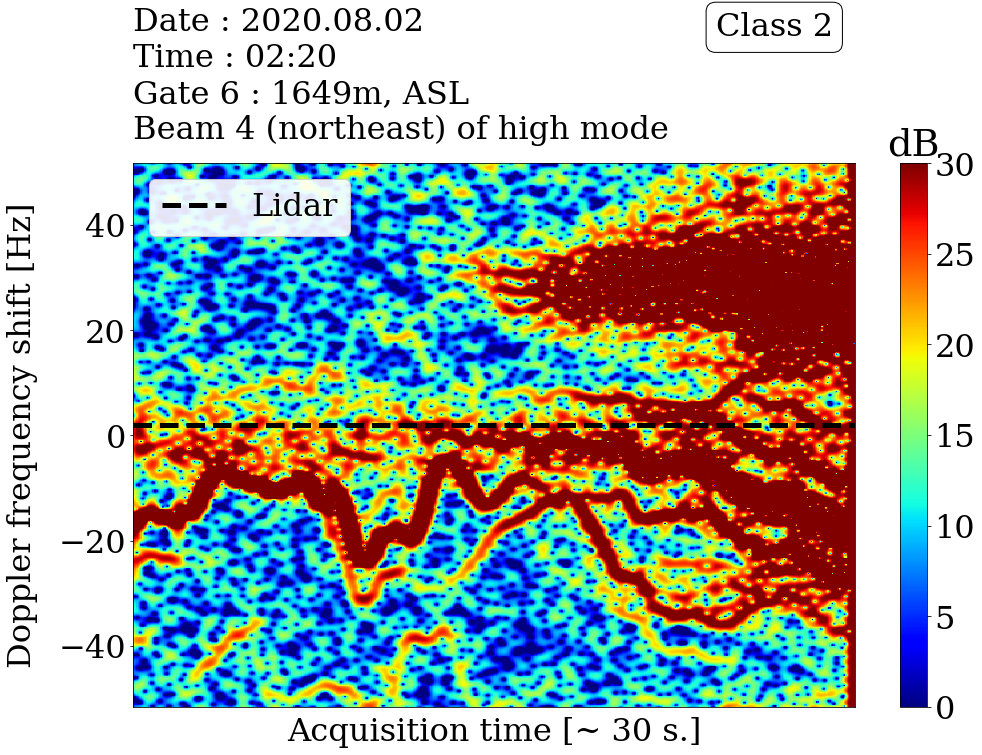 Date : 2020.08.02
Time : 02:20
Gate 6 : 1649m, ASL
Beam 4 (northeast) of high mode
Class 2
dB
Lidar
Doppler frequency shift [Hz]
40
20
0
−20
−40
30
25
20
15
10
5
0
Acquisition time [~ 30 s.]